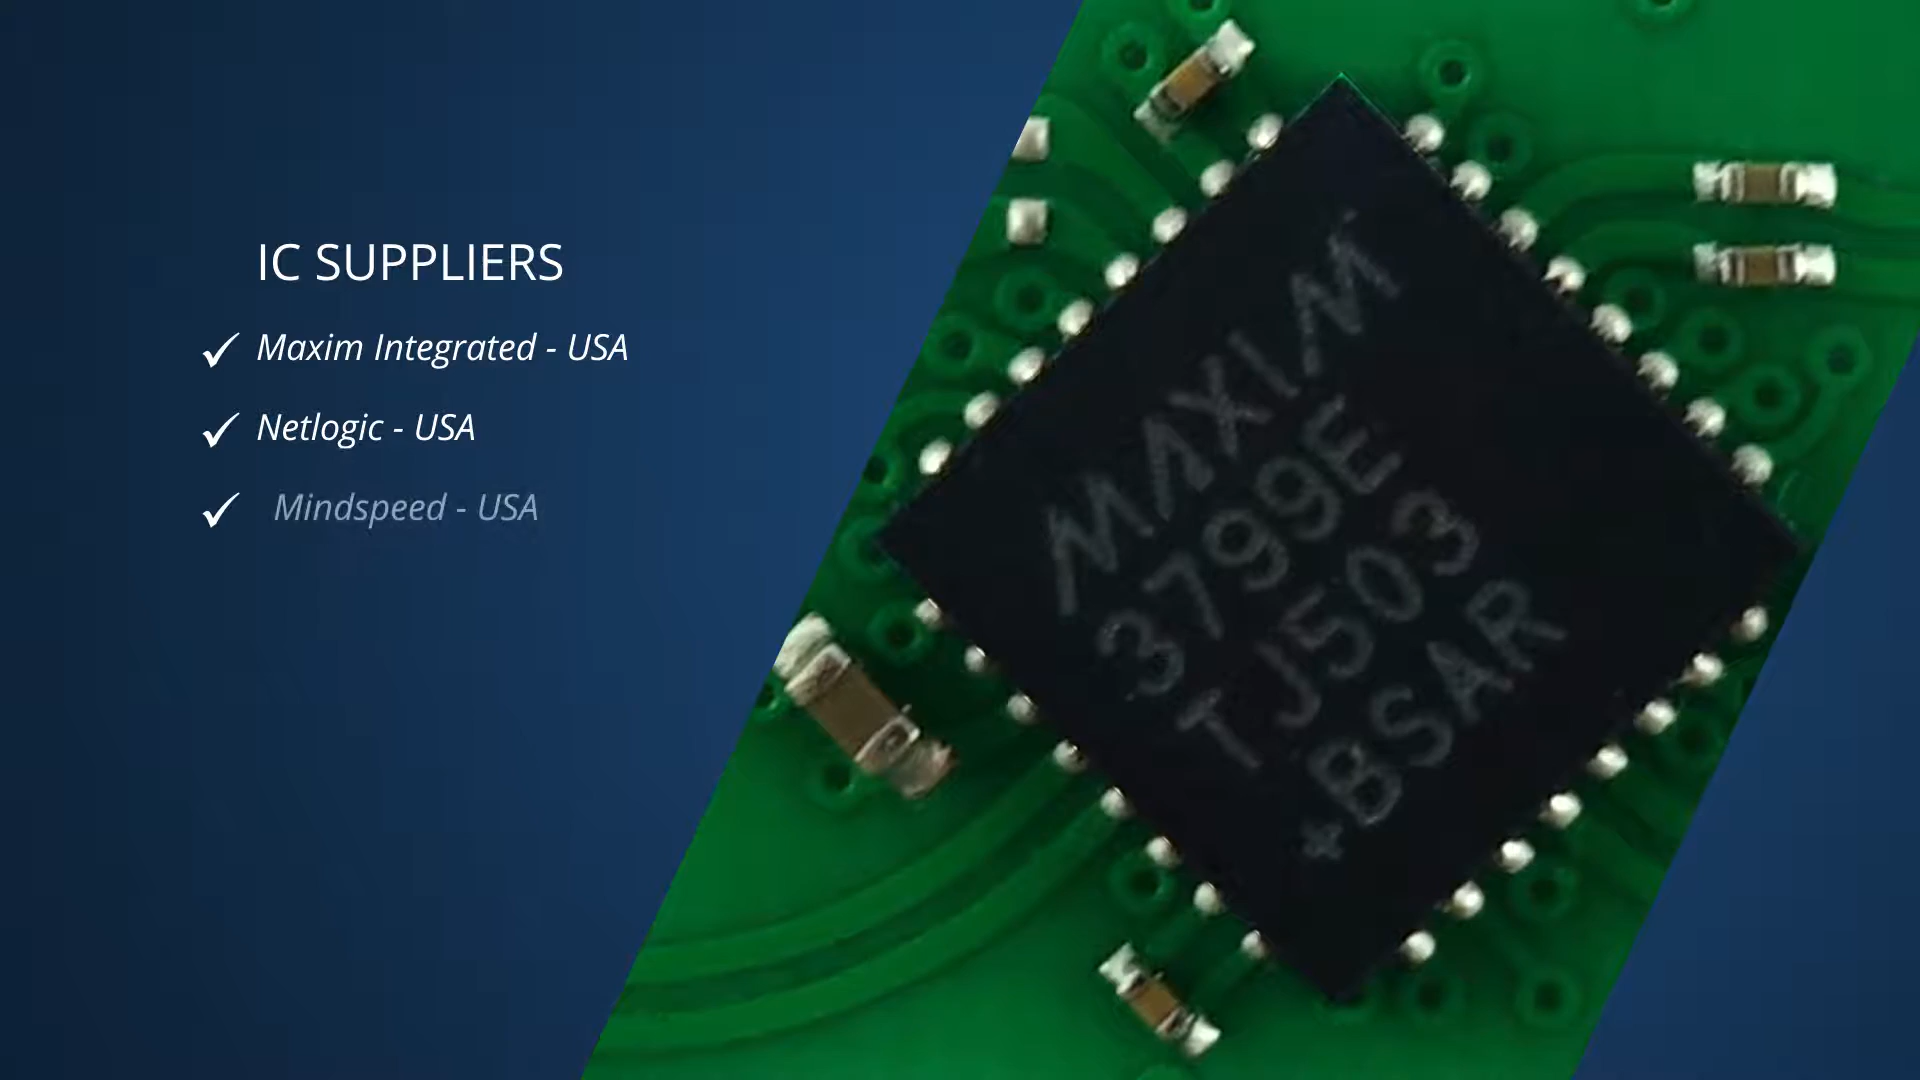 IC SUPPLIERS
Maxim Integrated - USA
Netlogic - USA
Mindspeed - USA
MAXIM
3799E
TJ503
+BSAR